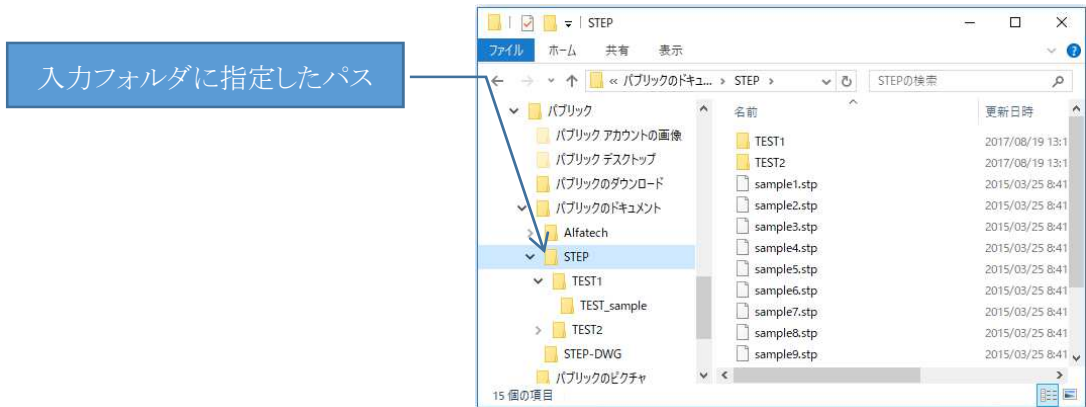 入力フォルダに指定したパス
STEP
ファイル ホーム 共有 表示
« パブリックのドキュ... › STEP › STEPの検索
パブリック
パブリック アカウントの画像
パブリック デスクトップ
パブリックのダウンロード
パブリックのドキュメント
Alfatech
STEP
TEST1
TEST_sample
TEST2
STEP-DWG
パブリックのピクチャ
名前 更新日時
TEST1 2017/08/19 13:1
TEST2 2017/08/19 13:1
sample1.stp 2015/03/25 8:41
sample2.stp 2015/03/25 8:41
sample3.stp 2015/03/25 8:41
sample4.stp 2015/03/25 8:41
sample5.stp 2015/03/25 8:41
sample6.stp 2015/03/25 8:41
sample7.stp 2015/03/25 8:41
sample8.stp 2015/03/25 8:41
sample9.stp 2015/03/25 8:41
15 個の項目